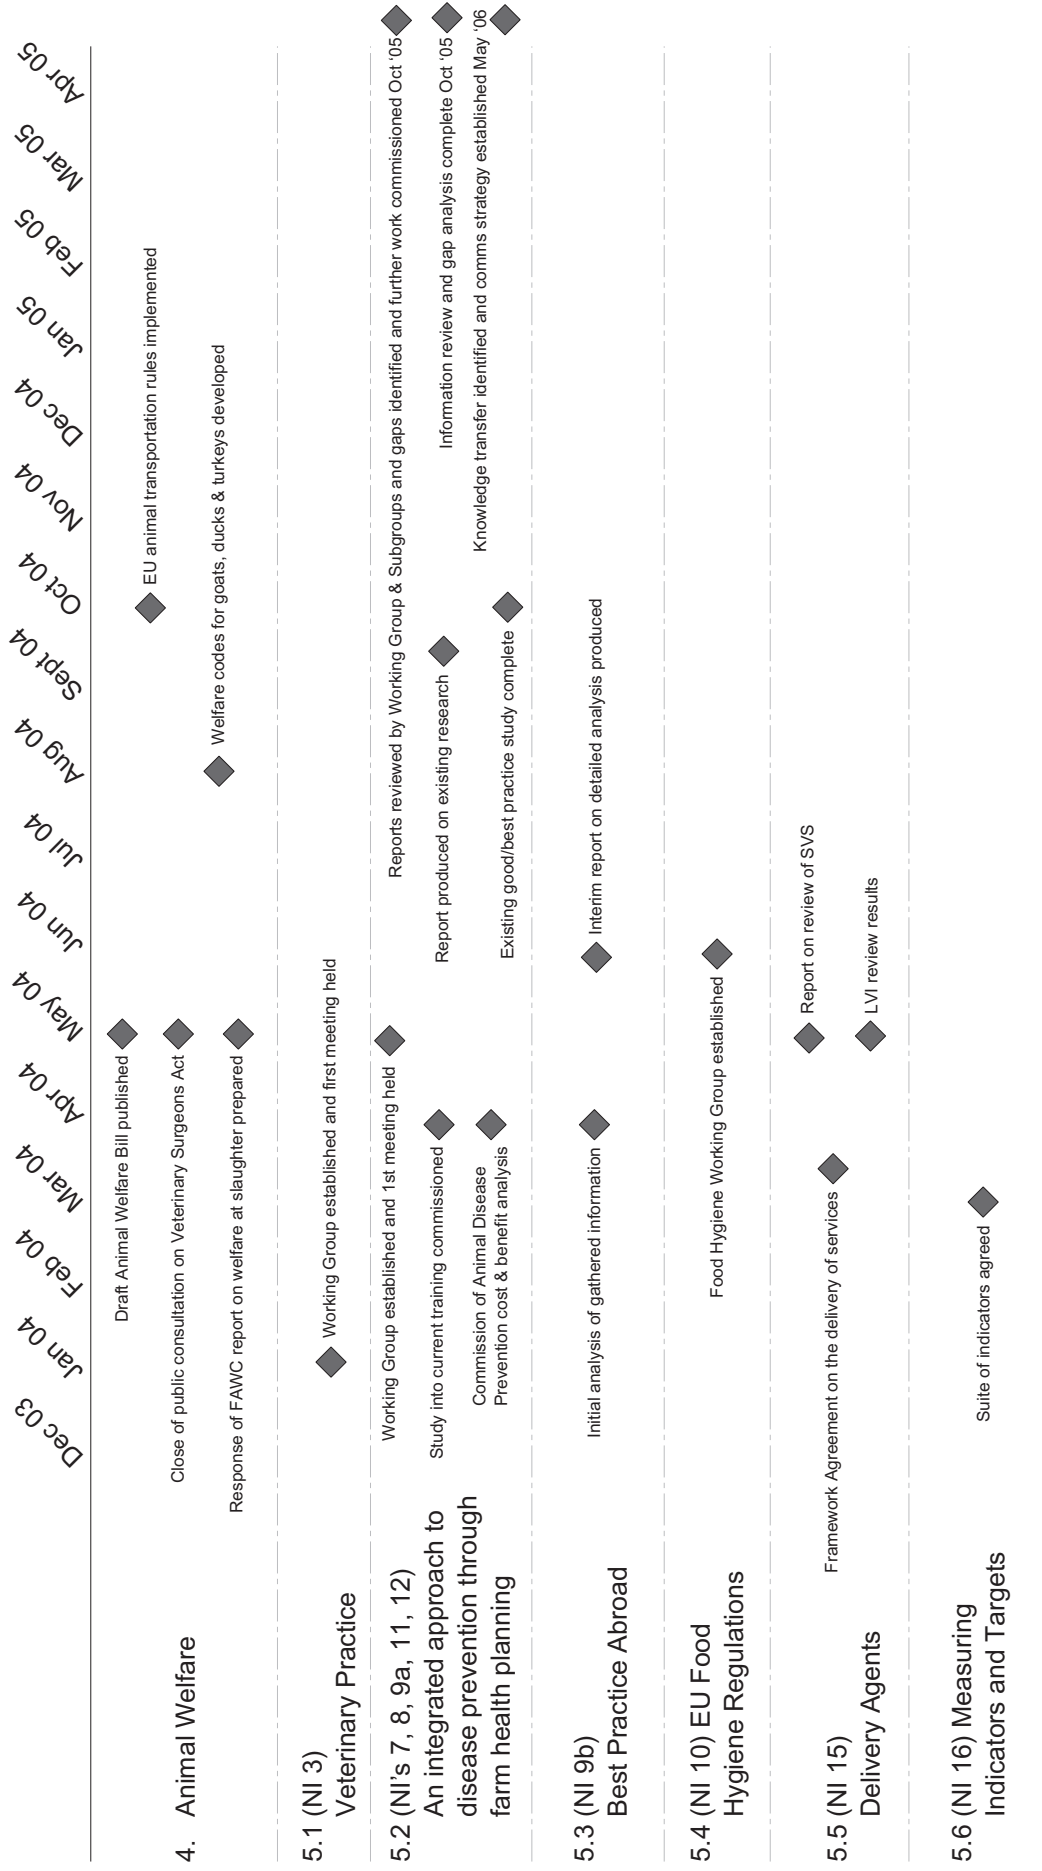 Dec 03
Jan 04
Feb 04
Mar 04
Apr 04
May 04
Jun 04
Jul 04
Aug 04
Sept 04
Oct 04
Nov 04
Dec 04
Jan 05
Feb 05
Mar 05
Apr 05
4. Animal Welfare
Draft Animal Welfare Bill published
EU animal transportation rules implemented
Close of public consultation on Veterinary Surgeons Act
Welfare codes for goats, ducks & turkeys developed
Response of FAWC report on welfare at slaughter prepared
5.1 (NI 3)
Veterinary Practice
Working Group established and first meeting held
5.2 (NI's 7, 8, 9a, 11, 12)
An integrated approach to
disease prevention through
farm health planning
Working Group established and 1st meeting held
Reports reviewed by Working Group & Subgroups and gaps identified and further work commissioned Oct '05
Study into current training commissioned
Report produced on existing research
Information review and gap analysis complete Oct '05
Commission of Animal Disease
Prevention cost & benefit analysis
Knowledge transfer identified and comms strategy established May '06
Existing good/best practice study complete
5.3 (NI 9b)
Best Practice Abroad
Initial analysis of gathered information
Interim report on detailed analysis produced
5.4 (NI 10) EU Food
Hygiene Regulations
Food Hygiene Working Group established
5.5 (NI 15)
Delivery Agents
Report on review of SVS
Framework Agreement on the delivery of services
LVI review results
5.6 (NI 16) Measuring
Indicators and Targets
Suite of indicators agreed